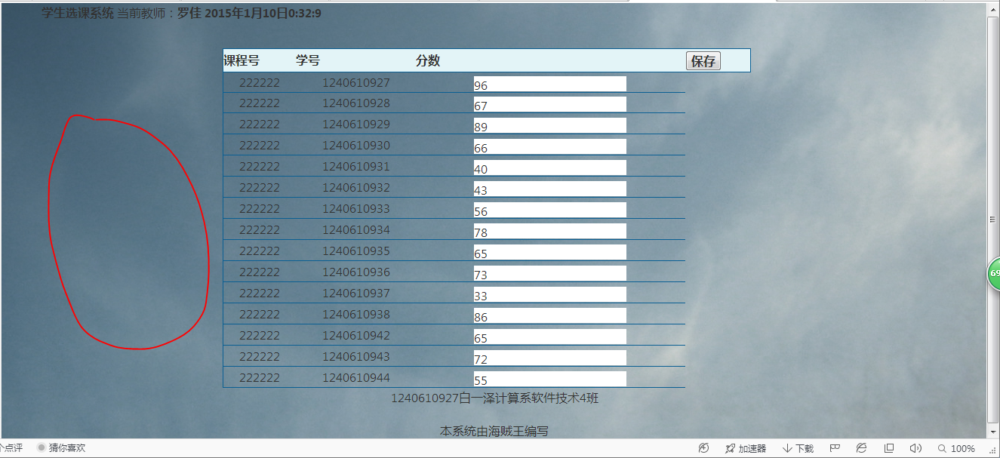 学生选课系统 当前教师：罗佳 2015年1月10日0:32:9
课程号 学号 分数 保存
222222 1240610927 96
222222 1240610928 67
222222 1240610929 89
222222 1240610930 66
222222 1240610931 40
222222 1240610932 43
222222 1240610933 56
222222 1240610934 78
222222 1240610935 65
222222 1240610936 73
222222 1240610937 33
222222 1240610938 86
222222 1240610942 65
222222 1240610943 72
222222 1240610944 55
1240610927白一泽计算系软件技术4班
本系统由海贼王编写
69
个点评 猜你喜欢 加速器 下载 100%